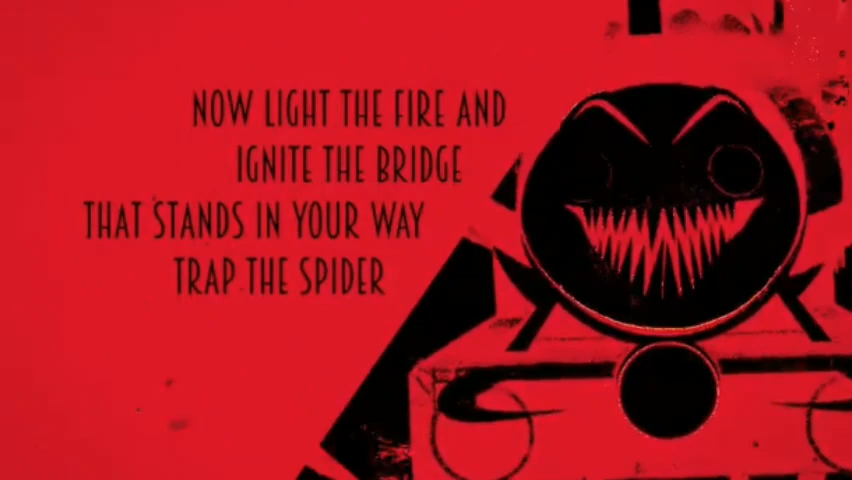 NOW LIGHT THE FIRE AND
IGNITE THE BRIDGE
THAT STANDS IN YOUR WAY
TRAP THE SPIDER